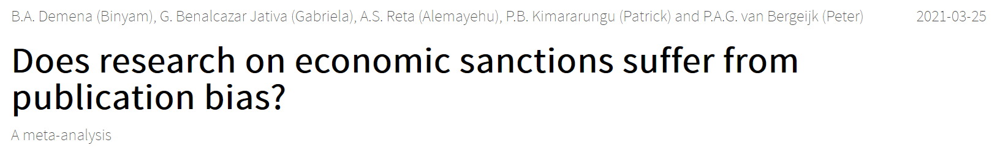 B.A. Demena (Binyam), G. Benalcazar Jativa (Gabriela), A.S. Reta (Alemayehu), P.B. Kimararungu (Patrick) and P.A.G. van Bergeijk (Peter) 2021-03-25
Does research on economic sanctions suffer from
publication bias?
A meta-analysis